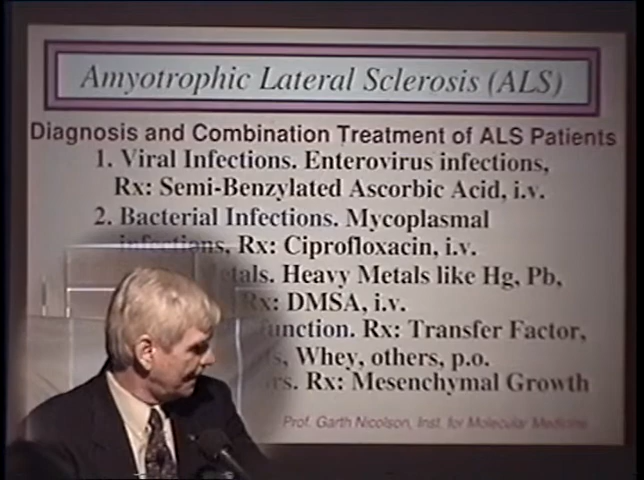 Amyotrophic Lateral Sclerosis (ALS)
Diagnosis and Combination Treatment of ALS Patients
1. Viral Infections. Enterovirus infections,
Rx: Semi-Benzylated Ascorbic Acid, i.v.
2. Bacterial Infections. Mycoplasmal
infections, Rx: Ciprofloxacin, i.v.
tals. Heavy Metals like Hg, Pb,
Rx: DMSA, i.v.
function. Rx: Transfer Factor,
s, Whey, others, p.o.
rs. Rx: Mesenchymal Growth
Prof. Garth Nicolson, Inst. for Molecular Medicine